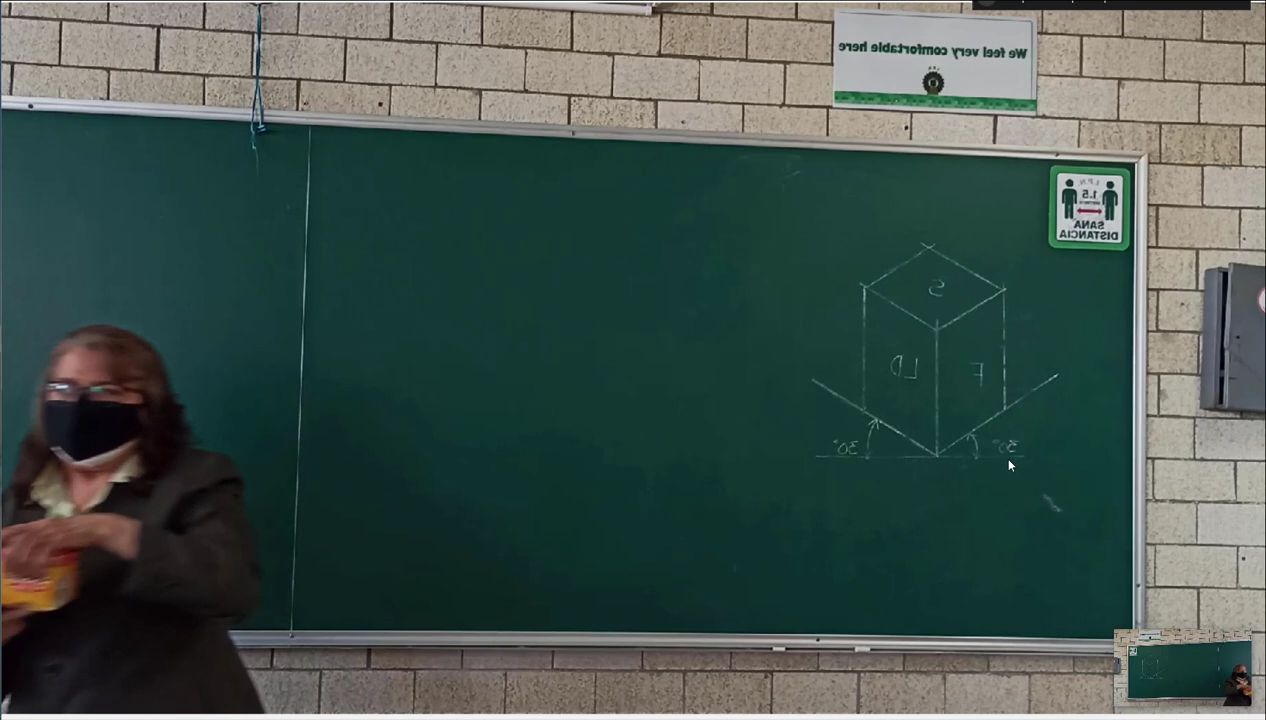 We feel very comfortable here
1.5
SANA
DISTANCIA
S
LD
F
30°
30°